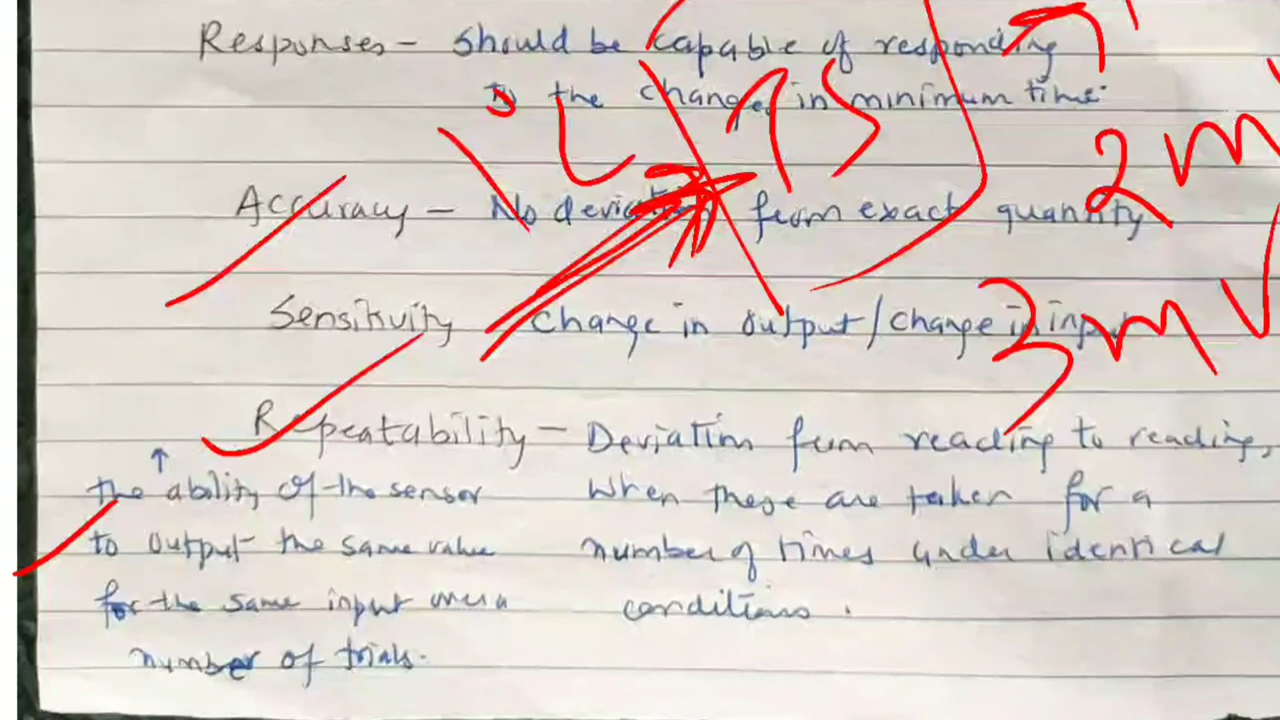 Responses - should be capable of responding
to the changes in minimum time.
Accuracy - No deviation from exact quantity
Sensitivity change in output/change in input
Repeatability - Deviation from reading to reading,
the ability of the sensor when these are taken for a
to output the same value number of times under identical
for the same input over a conditions.
number of trials.
2m
3mV